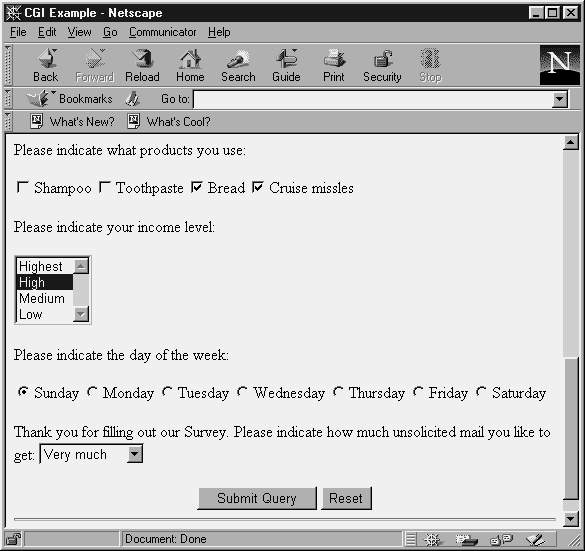 CGI Example - Netscape
File Edit View Go Communicator Help
Back Forward Reload Home Search Guide Print Security Stop
N
Bookmarks Go to:
What's New? What's Cool?
Please indicate what products you use:
Shampoo Toothpaste Bread Cruise missles
Please indicate your income level:
Highest
High
Medium
Low
Please indicate the day of the week:
Sunday Monday Tuesday Wednesday Thursday Friday Saturday
Thank you for filling out our Survey. Please indicate how much unsolicited mail you like to
get: Very much
Submit Query Reset
Document: Done